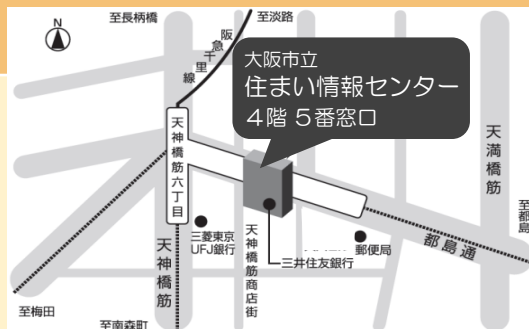 至長柄橋
至淡路
N
阪急千里線
大阪市立
住まい情報センター
4階 5番窓口
天神橋筋六丁目
天満橋筋
至都島
三菱東京
UFJ銀行
天神橋筋
天神橋筋商店街
郵便局
三井住友銀行
都島通
至梅田
至南森町